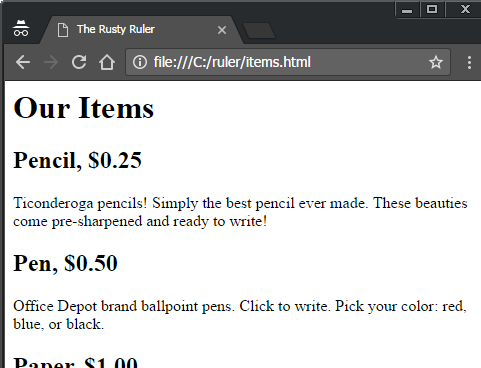 The Rusty Ruler
file:///C:/ruler/items.html
Our Items
Pencil, $0.25
Ticonderoga pencils! Simply the best pencil ever made. These beauties
come pre-sharpened and ready to write!
Pen, $0.50
Office Depot brand ballpoint pens. Click to write. Pick your color: red,
blue, or black.
Paper, $1.00